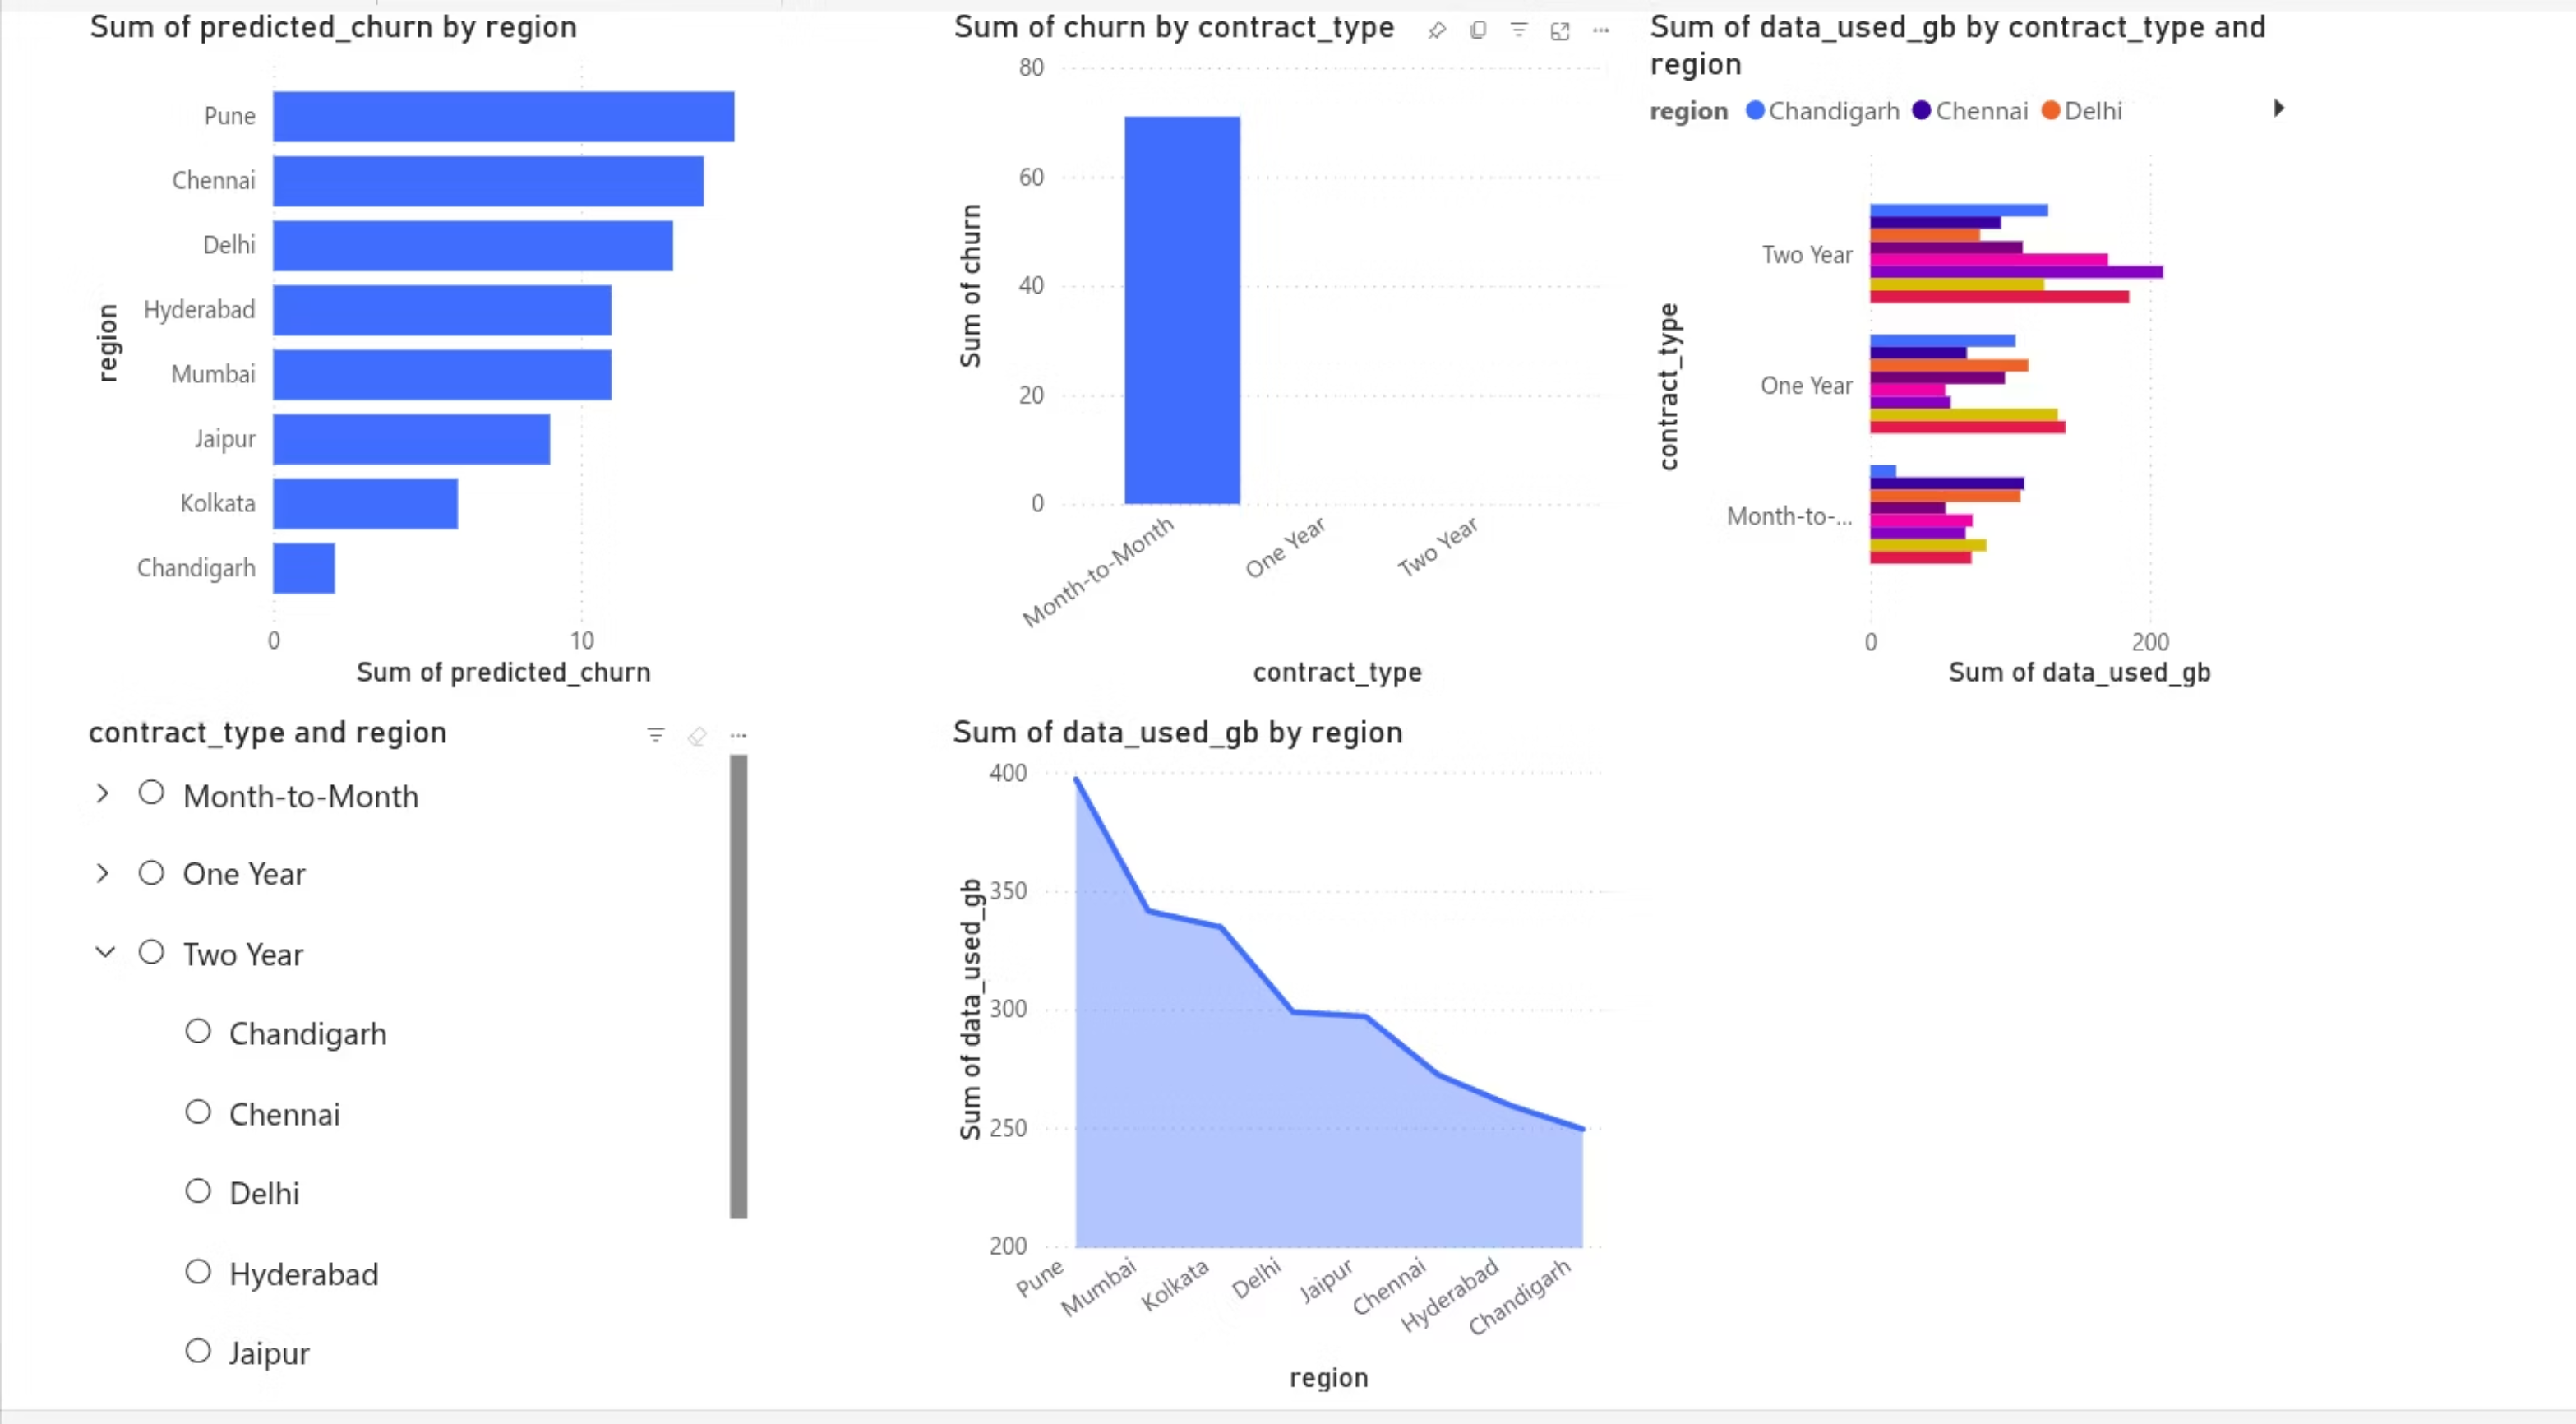 Sum of predicted_churn by region
region
Pune
Chennai
Delhi
Hyderabad
Mumbai
Jaipur
Kolkata
Chandigarh
0
10
Sum of predicted_churn
Sum of churn by contract_type
Sum of churn
80
60
40
20
0
Month-to-Month
One Year
Two Year
contract_type
Sum of data_used_gb by contract_type and
region
region Chandigarh Chennai Delhi
contract_type
Two Year
One Year
Month-to-...
0
200
Sum of data_used_gb
contract_type and region
Month-to-Month
One Year
Two Year
Chandigarh
Chennai
Delhi
Hyderabad
Jaipur
Sum of data_used_gb by region
Sum of data_used_gb
400
350
300
250
200
Pune
Mumbai
Kolkata
Delhi
Jaipur
Chennai
Hyderabad
Chandigarh
region